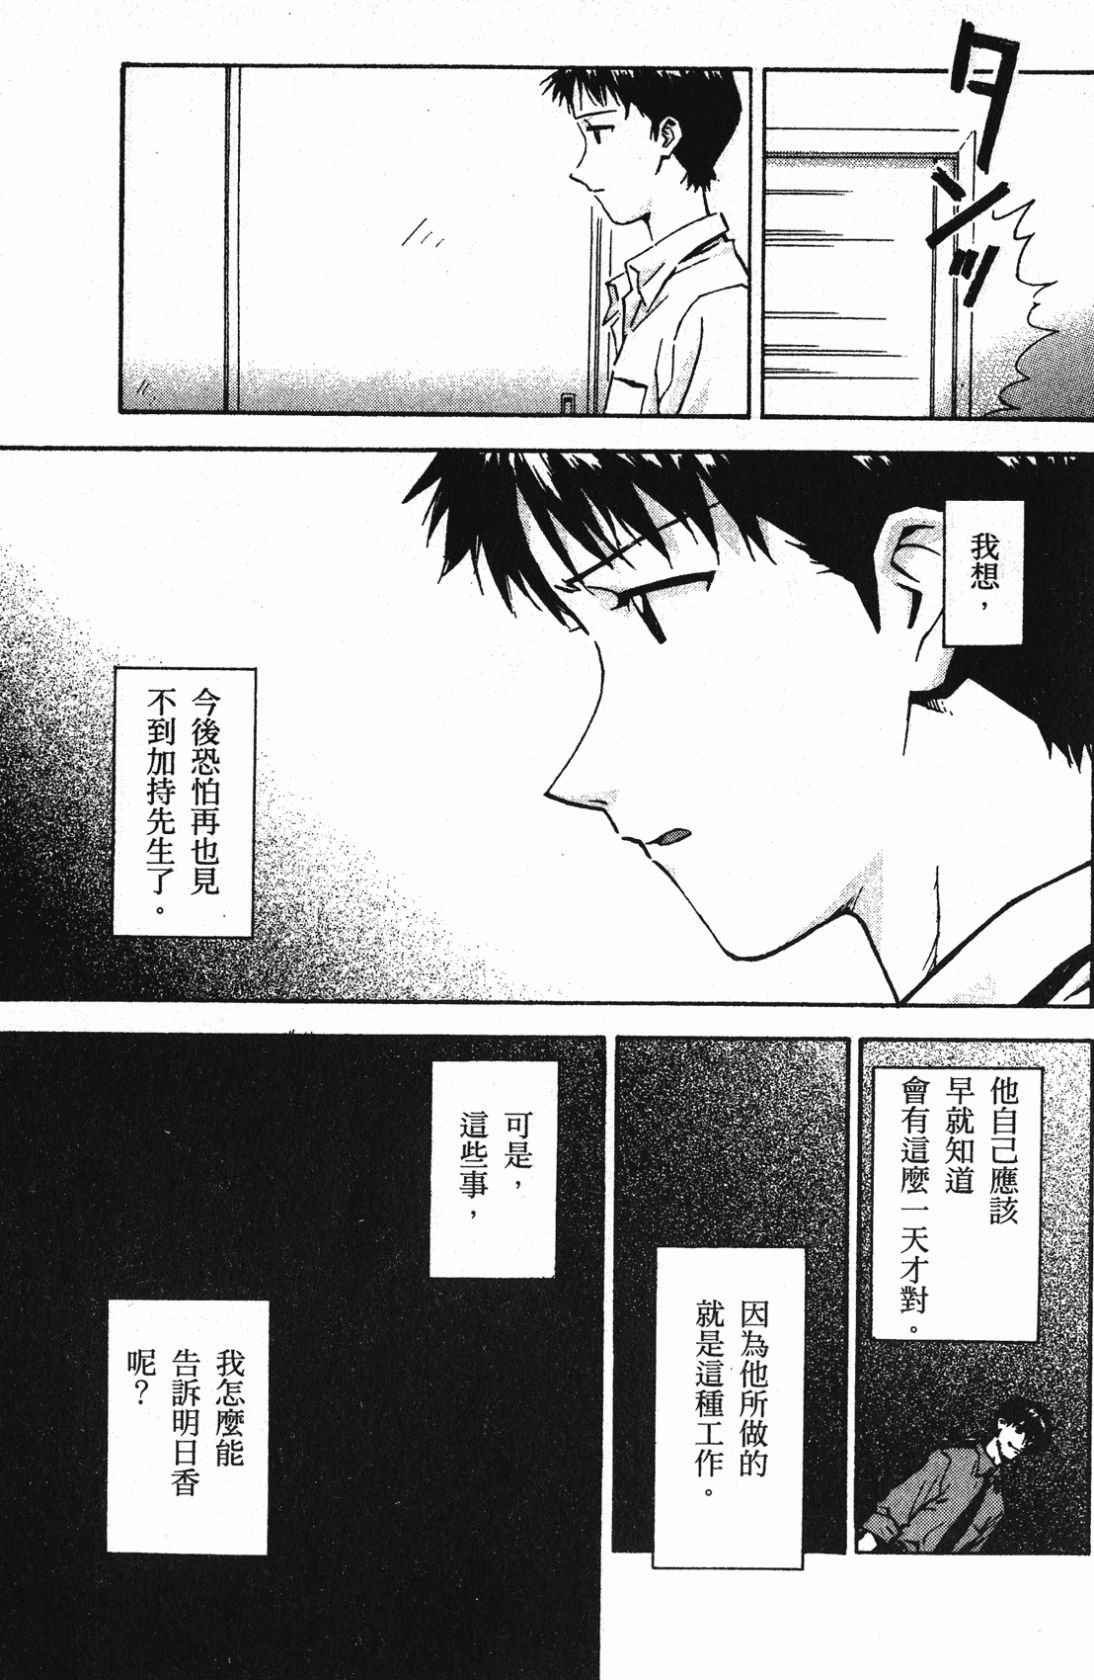 タンッ
我想，
今後恐怕再也見
不到加持先生了。
他自己應該
早就知道
會有這麼一天才對。
因為他所做的
就是這種工作。
可是，
這些事，
我怎麼能
告訴明日香
呢？